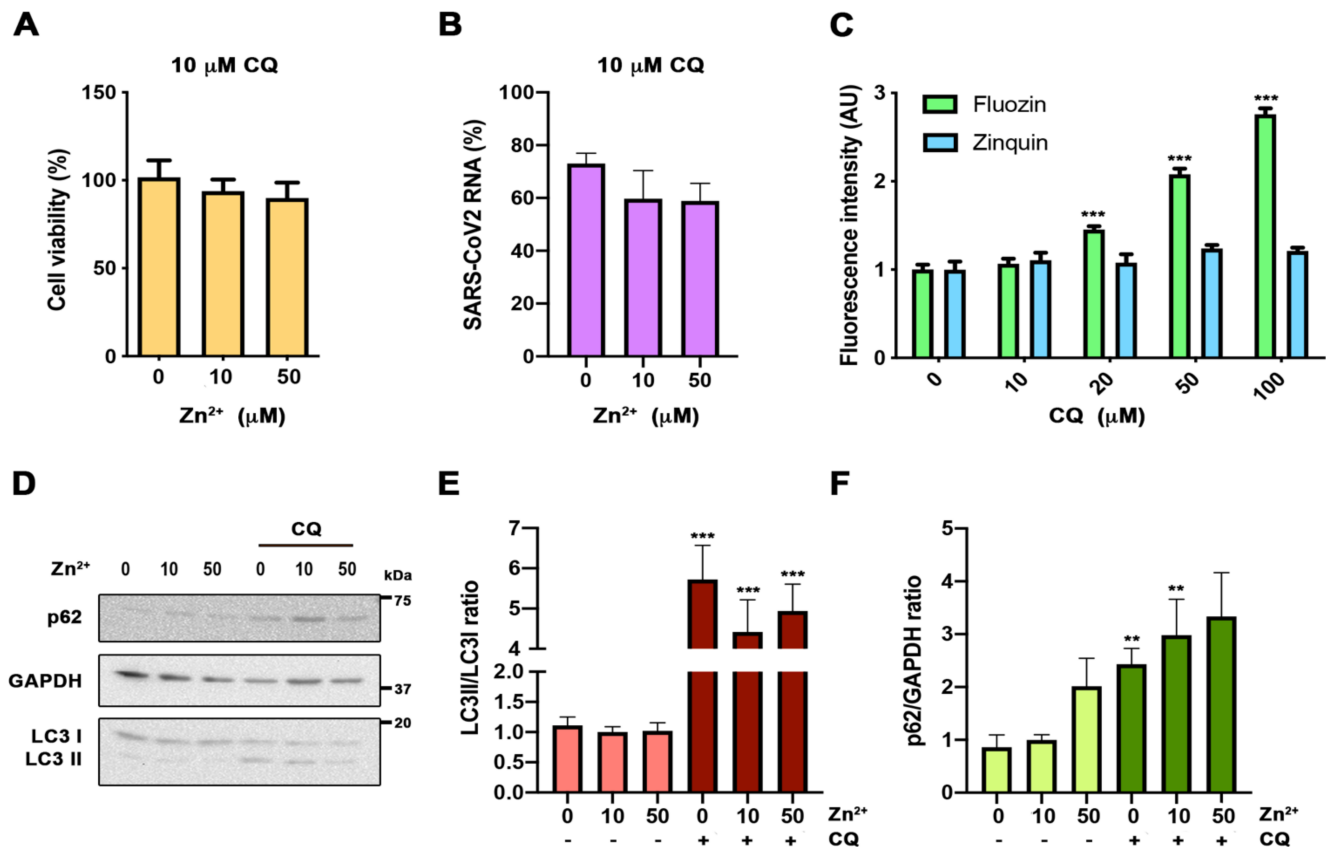 A
10 μM CQ
Cell viability (%)
150
100
50
0
0 10 50
Zn²⁺ (μM)
B
10 μM CQ
SARS-CoV2 RNA (%)
100
80
60
40
20
0
0 10 50
Zn²⁺ (μM)
C
Fluorescence intensity (AU)
3
2
1
0
Fluozin
Zinquin
*** *** ***
0 10 20 50 100
CQ (μM)
D
CQ
Zn²⁺ 0 10 50 0 10 50 kDa
p62 75
GAPDH 37
20
LC3 I
LC3 II
E
LC3II/LC3I ratio
7
6
5
4
2.0
1.5
1.0
0.5
0.0
*** *** ***
0 10 50 0 10 50 Zn²⁺
- - - + + + CQ
F
p62/GAPDH ratio
5
4
3
2
1
0
** **
0 10 50 0 10 50 Zn²⁺
- - - + + + CQ